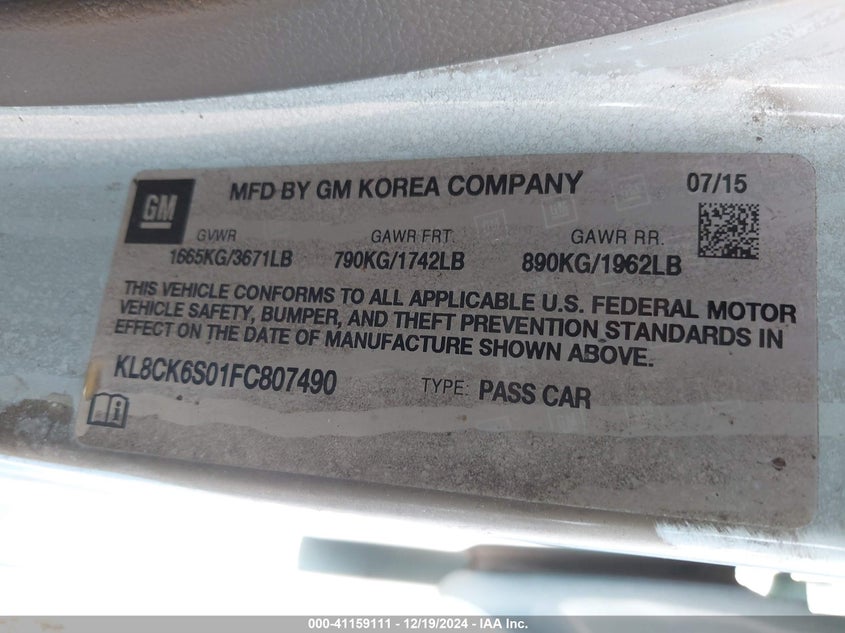 GM
MFD BY GM KOREA COMPANY 07/15
GVWR GAWR FRT. GAWR RR.
1665KG/3671LB 790KG/1742LB 890KG/1962LB
THIS VEHICLE CONFORMS TO ALL APPLICABLE U.S. FEDERAL MOTOR
VEHICLE SAFETY, BUMPER, AND THEFT PREVENTION STANDARDS IN
EFFECT ON THE DATE OF MANUFACTURE SHOWN ABOVE.
KL8CK6S01FC807490 TYPE: PASS CAR
000-41159111 - 12/19/2024 - IAA Inc.